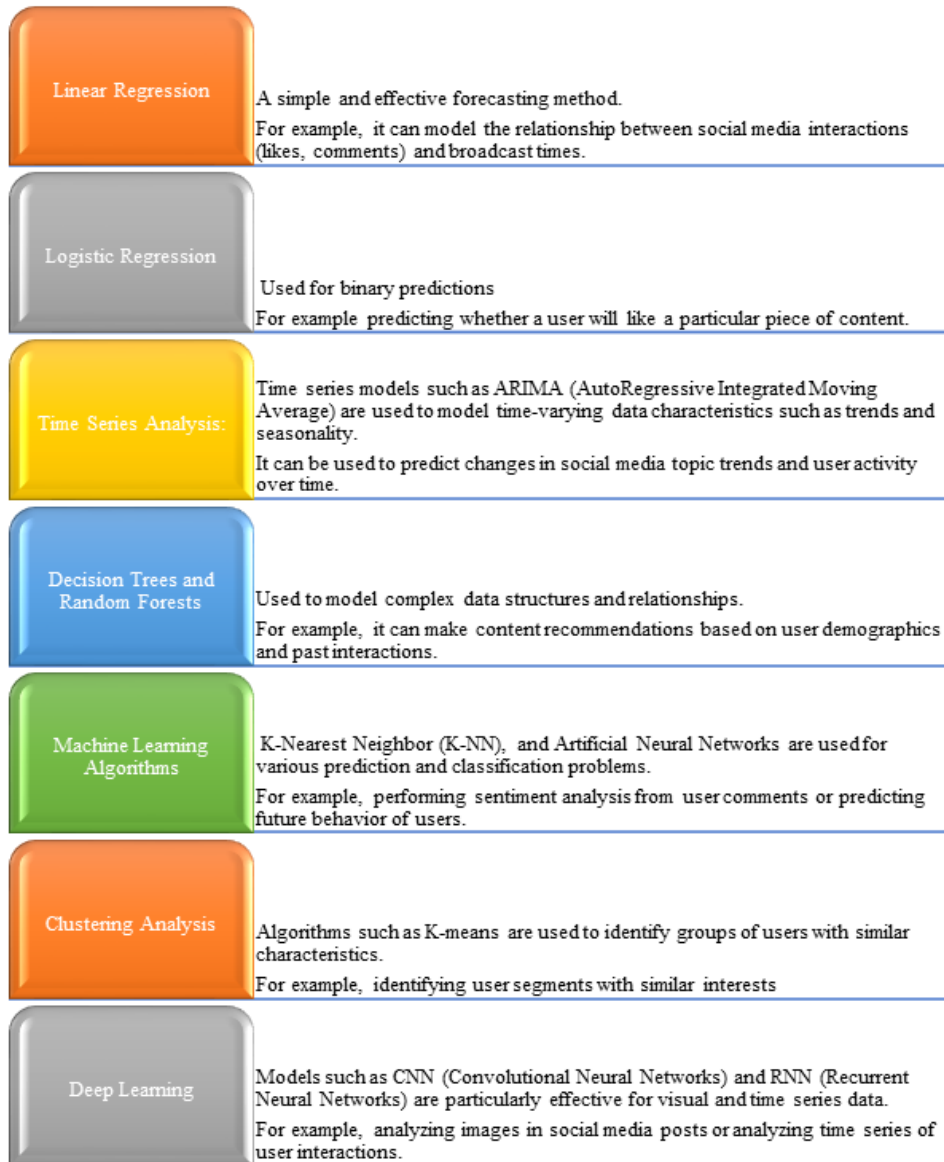 Linear Regression
A simple and effective forecasting method.
For example, it can model the relationship between social media interactions
(likes, comments) and broadcast times.
Logistic Regression
Used for binary predictions
For example predicting whether a user will like a particular piece of content.
Time Series Analysis:
Time series models such as ARIMA (AutoRegressive Integrated Moving
Average) are used to model time-varying data characteristics such as trends and
seasonality.
It can be used to predict changes in social media topic trends and user activity
over time.
Decision Trees and
Random Forests
Used to model complex data structures and relationships.
For example, it can make content recommendations based on user demographics
and past interactions.
Machine Learning
Algorithms
K-Nearest Neighbor (K-NN), and Artificial Neural Networks are used for
various prediction and classification problems.
For example, performing sentiment analysis from user comments or predicting
future behavior of users.
Clustering Analysis
Algorithms such as K-means are used to identify groups of users with similar
characteristics.
For example, identifying user segments with similar interests
Deep Learning
Models such as CNN (Convolutional Neural Networks) and RNN (Recurrent
Neural Networks) are particularly effective for visual and time series data.
For example, analyzing images in social media posts or analyzing time series of
user interactions.